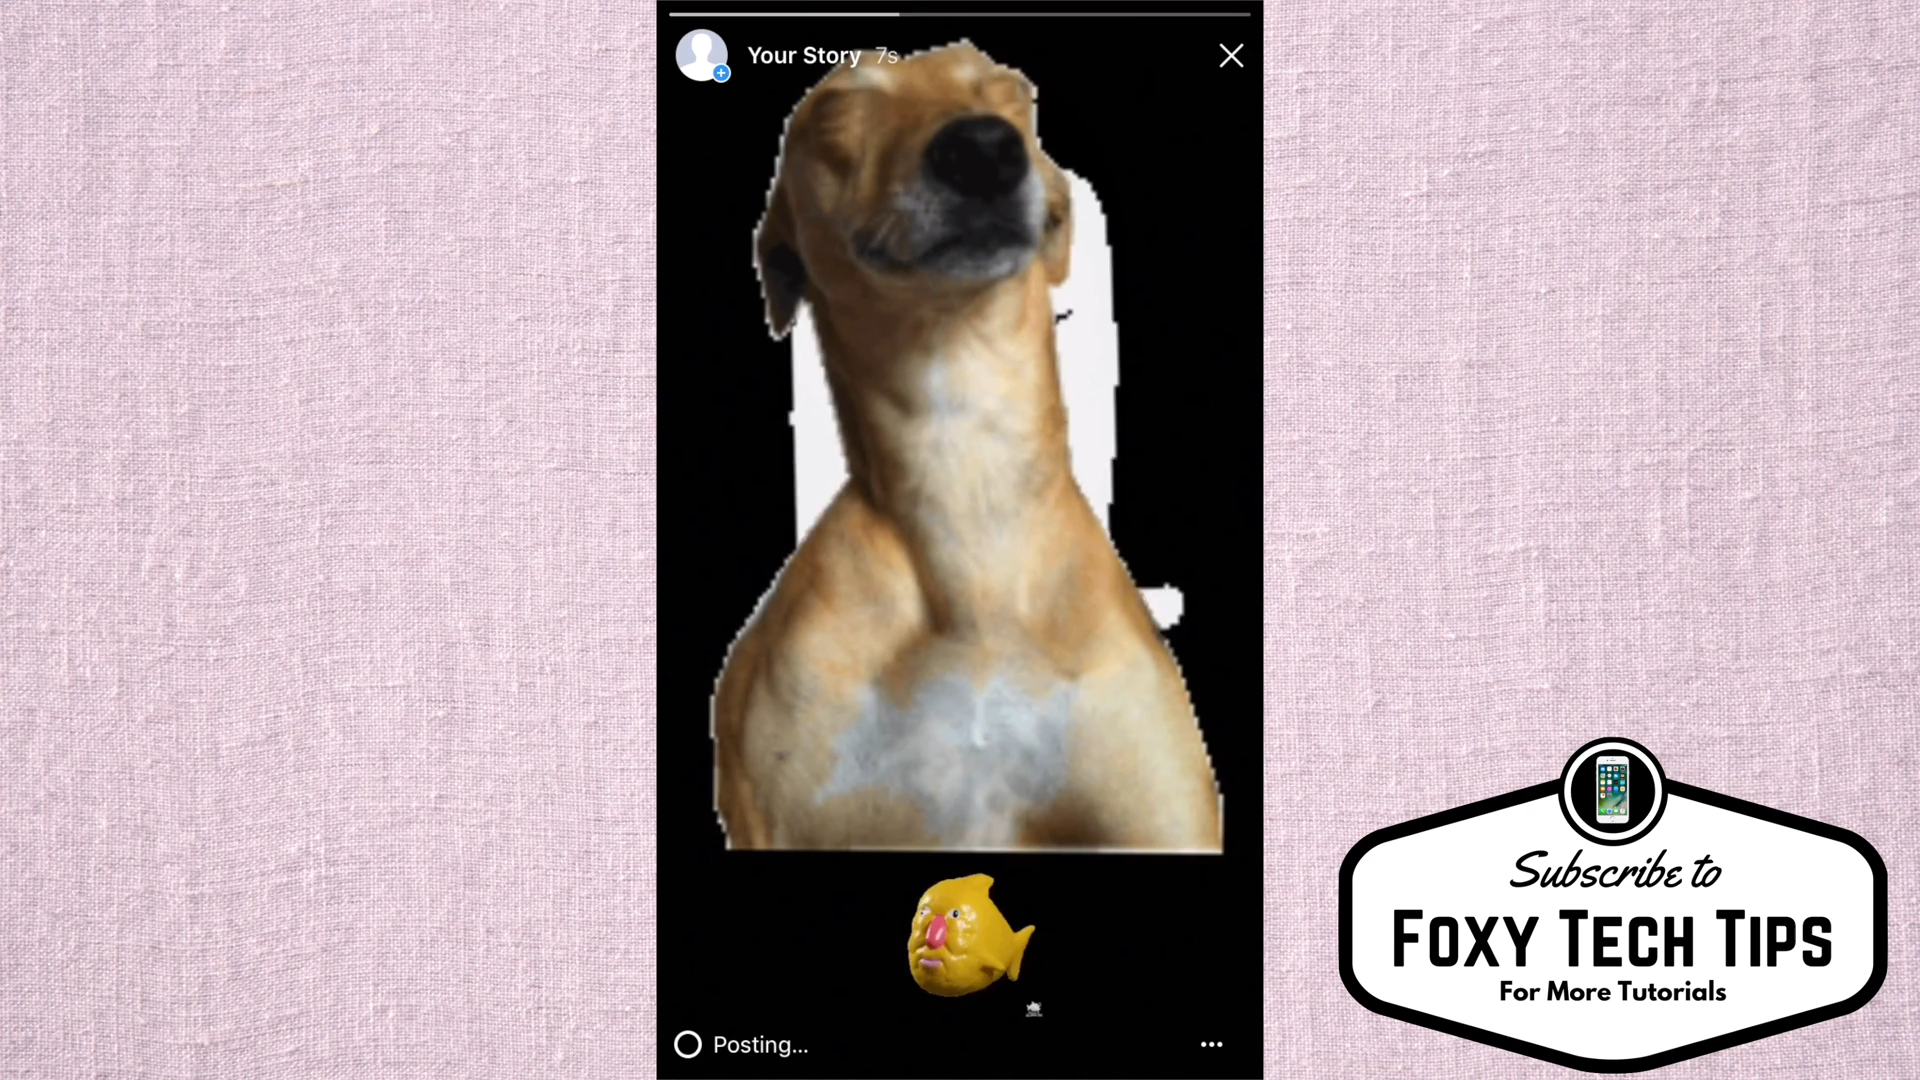 Your Story 7s
Posting...
Subscribe to
Foxy Tech Tips
For More Tutorials